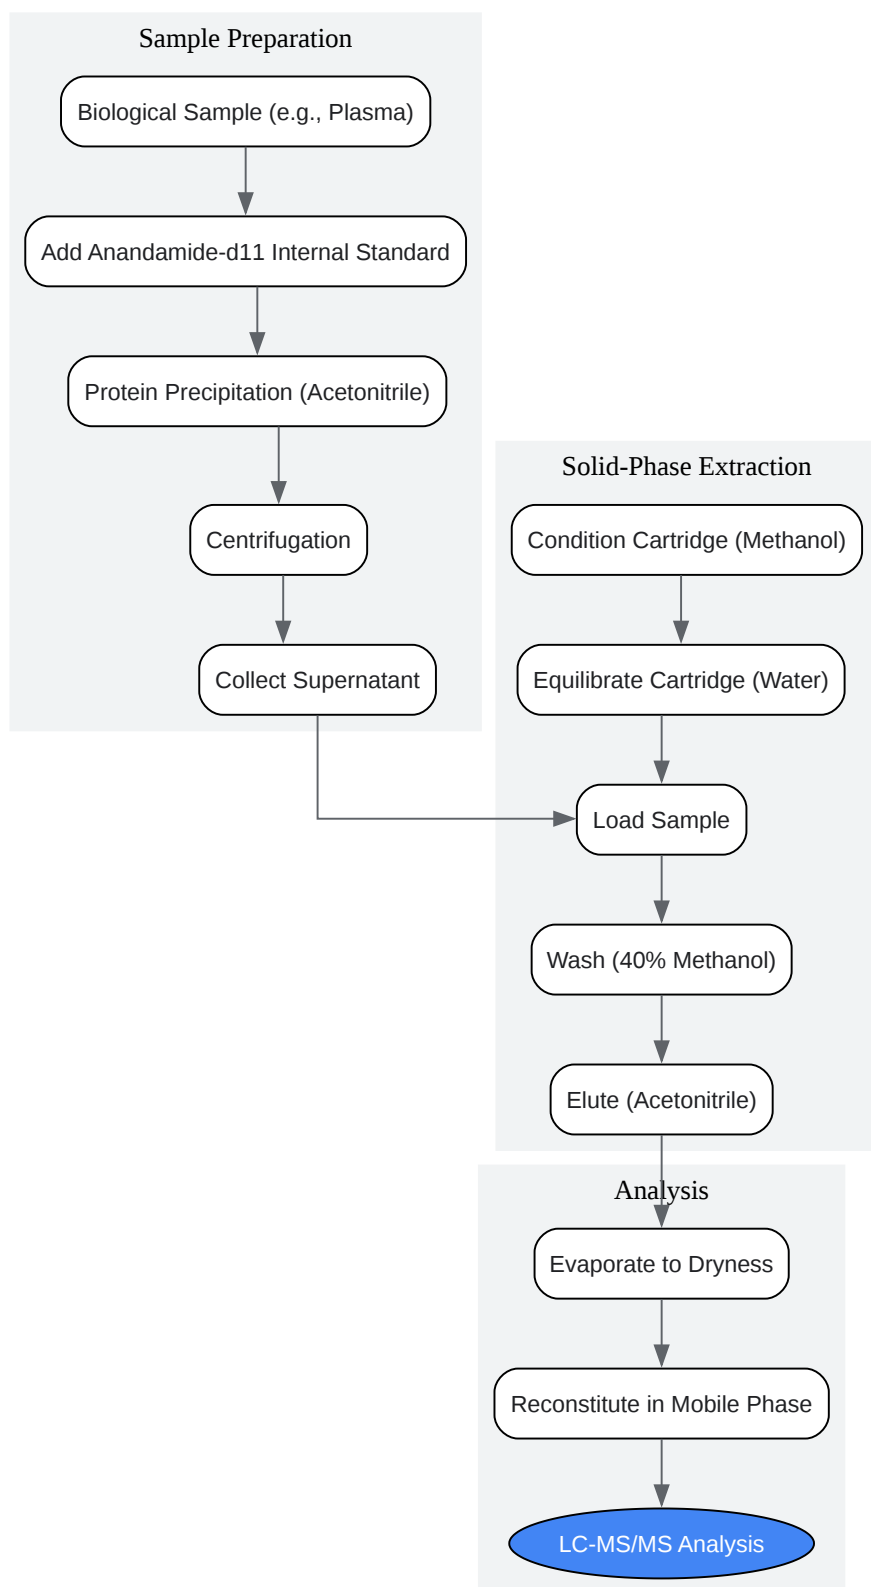 Sample Preparation
Biological Sample (e.g., Plasma)
Add Anandamide-d11 Internal Standard
Protein Precipitation (Acetonitrile)
Centrifugation
Collect Supernatant
Solid-Phase Extraction
Condition Cartridge (Methanol)
Equilibrate Cartridge (Water)
Load Sample
Wash (40% Methanol)
Elute (Acetonitrile)
Analysis
Evaporate to Dryness
Reconstitute in Mobile Phase
LC-MS/MS Analysis